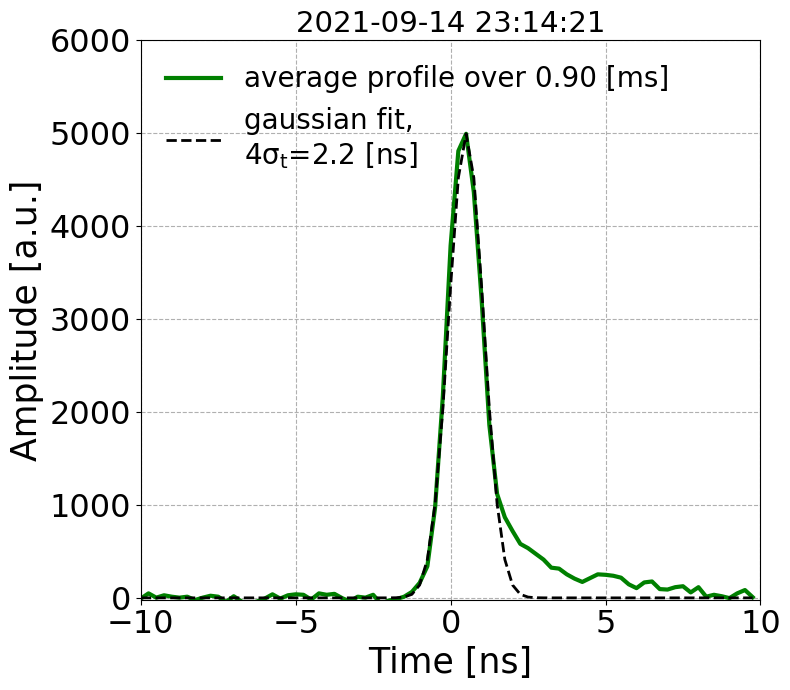 2021-09-14 23:14:21
6000
5000
4000
3000
2000
1000
0
Amplitude [a.u.]
average profile over 0.90 [ms]
gaussian fit,
4σₜ=2.2 [ns]
−10
−5
0
5
10
Time [ns]